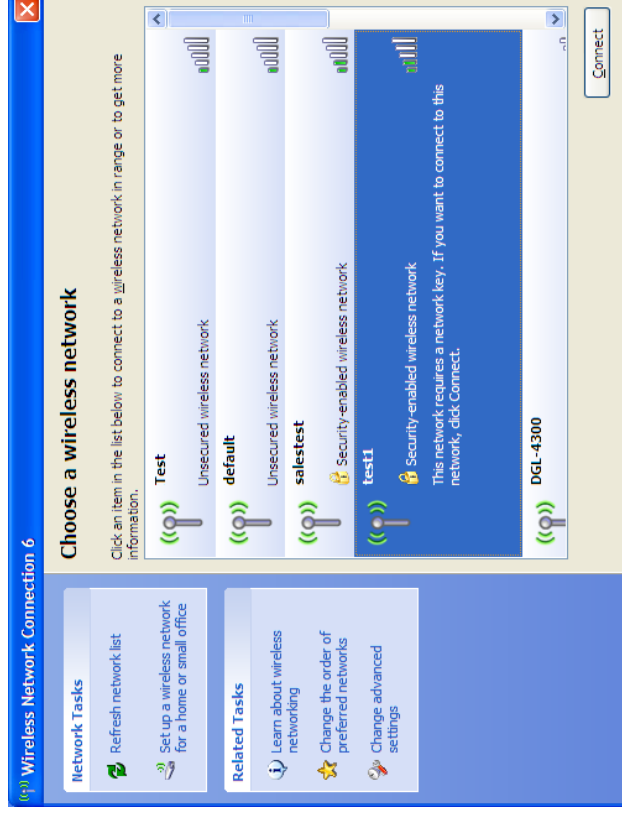 Wireless Network Connection 6
Network Tasks
Refresh network list
Set up a wireless network
for a home or small office
Related Tasks
Learn about wireless
networking
Change the order of
preferred networks
Change advanced
settings
Choose a wireless network
Click an item in the list below to connect to a wireless network in range or to get more
information.
Test
Unsecured wireless network
default
Unsecured wireless network
salestest
Security-enabled wireless network
test1
Security-enabled wireless network
This network requires a network key. If you want to connect to this
network, click Connect.
DGL-4300
Connect